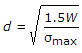 d = √(1.5W / σmax)